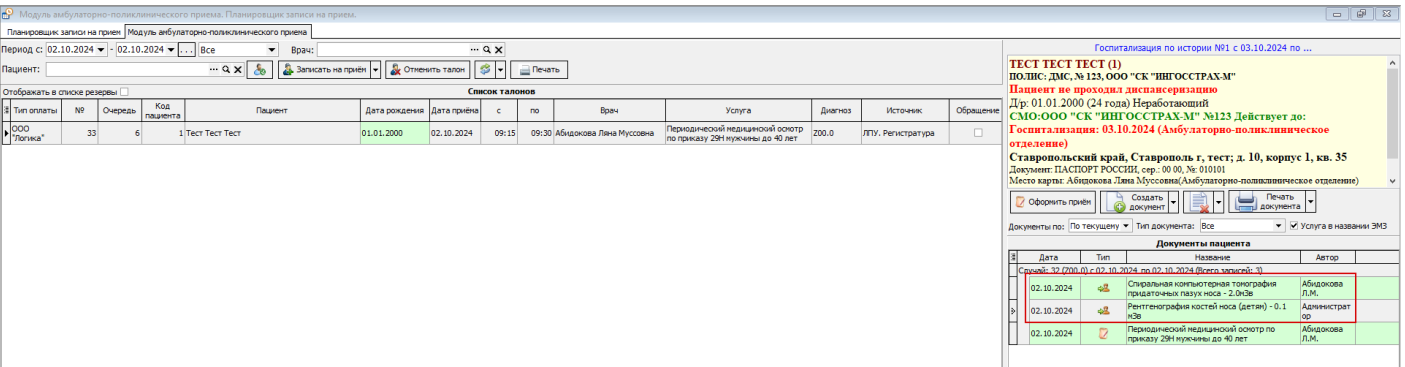 Модуль амбулаторно-поликлинического приема. Планировщик записи на прием.
Планировщик записи на прием Модуль амбулаторно-поликлинического приема
Период с: 02.10.2024 - 02.10.2024 ... Все Врач:
Пациент: Записать на приём Отменить талон Печать
Отображать в списке резервы Список талонов
Тип оплаты № Очередь Код пациента Пациент Дата рождения Дата приёма с по Врач Услуга Диагноз Источник Обращение
ООО "Логика" 33 6 1 Тест Тест Тест 01.01.2000 02.10.2024 09:15 09:30 Абидокова Ляна Муссовна Периодический медицинский осмотр по приказу 29Н мужчины до 40 лет Z00.0 ЛПУ. Регистратура
Госпитализация по истории №1 с 03.10.2024 по ...
ТЕСТ ТЕСТ ТЕСТ (1)
ПОЛИС: ДМС, № 123, ООО "СК "ИНГОССТРАХ-М"
Пациент не проходил диспансеризацию
Д/р: 01.01.2000 (24 года) Неработающий
СМО:ООО "СК "ИНГОССТРАХ-М" №123 Действует до:
Госпитализация: 03.10.2024 (Амбулаторно-поликлиническое
отделение)
Ставропольский край, Ставрополь г, тест; д. 10, корпус 1, кв. 35
Документ: ПАСПОРТ РОССИИ, сер.: 00 00, №: 010101
Место карты: Абидокова Ляна Муссовна(Амбулаторно-поликлиническое отделение)
Оформить приём Создать документ Печать документа
Документы по: По текущему Тип документа: Все Услуга в названии ЭМЗ
Документы пациента
Дата Тип Название Автор
Случай: 32 (Z00.0) с 02.10.2024 по 02.10.2024 (Всего записей: 3)
02.10.2024 Спиральная компьютерная томография придаточных пазух носа - 2.0мЗв Абидокова Л.М.
02.10.2024 Рентгенография костей носа (детям) - 0.1 мЗв Администратор
02.10.2024 Периодический медицинский осмотр по приказу 29Н мужчины до 40 лет Абидокова Л.М.